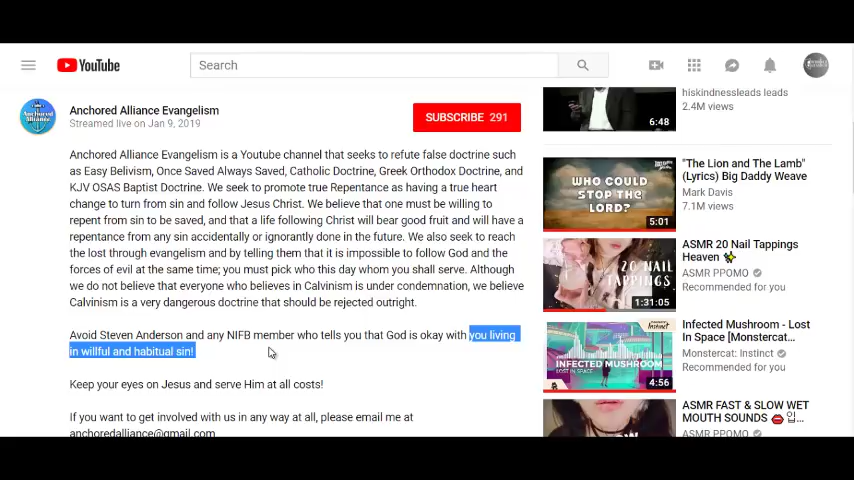 YouTube
Search
Anchored Alliance Evangelism
Streamed live on Jan 9, 2019
SUBSCRIBE 291
Anchored Alliance Evangelism is a Youtube channel that seeks to refute false doctrine such
as Easy Belivism, Once Saved Always Saved, Catholic Doctrine, Greek Orthodox Doctrine, and
KJV OSAS Baptist Doctrine. We seek to promote true Repentance as having a true heart
change to turn from sin and follow Jesus Christ. We believe that one must be willing to
repent from sin to be saved, and that a life following Christ will bear good fruit and will have a
repentance from any sin accidentally or ignorantly done in the future. We also seek to reach
the lost through evangelism and by telling them that it is impossible to follow God and the
forces of evil at the same time; you must pick who this day whom you shall serve. Although
we do not believe that everyone who believes in Calvinism is under condemnation, we believe
Calvinism is a very dangerous doctrine that should be rejected outright.
Avoid Steven Anderson and any NIFB member who tells you that God is okay with you living
in willful and habitual sin!
Keep your eyes on Jesus and serve Him at all costs!
If you want to get involved with us in any way at all, please email me at
anchoredalliance@gmail.com
hiskindnessleads leads
2.4M views
6:48
WHO COULD
STOP THE
LORD?
5:01
"The Lion and The Lamb"
(Lyrics) Big Daddy Weave
Mark Davis
7.1M views
20 NAIL
TAPPINGS
1:31:05
ASMR 20 Nail Tappings
Heaven
ASMR PPOMO
Recommended for you
Instinct
INFECTED MUSHROOM
LOST IN SPACE
4:56
Infected Mushroom - Lost
In Space [Monstercat...
Monstercat: Instinct
Recommended for you
ASMR FAST & SLOW WET
MOUTH SOUNDS 입
...
ASMR PPOMO